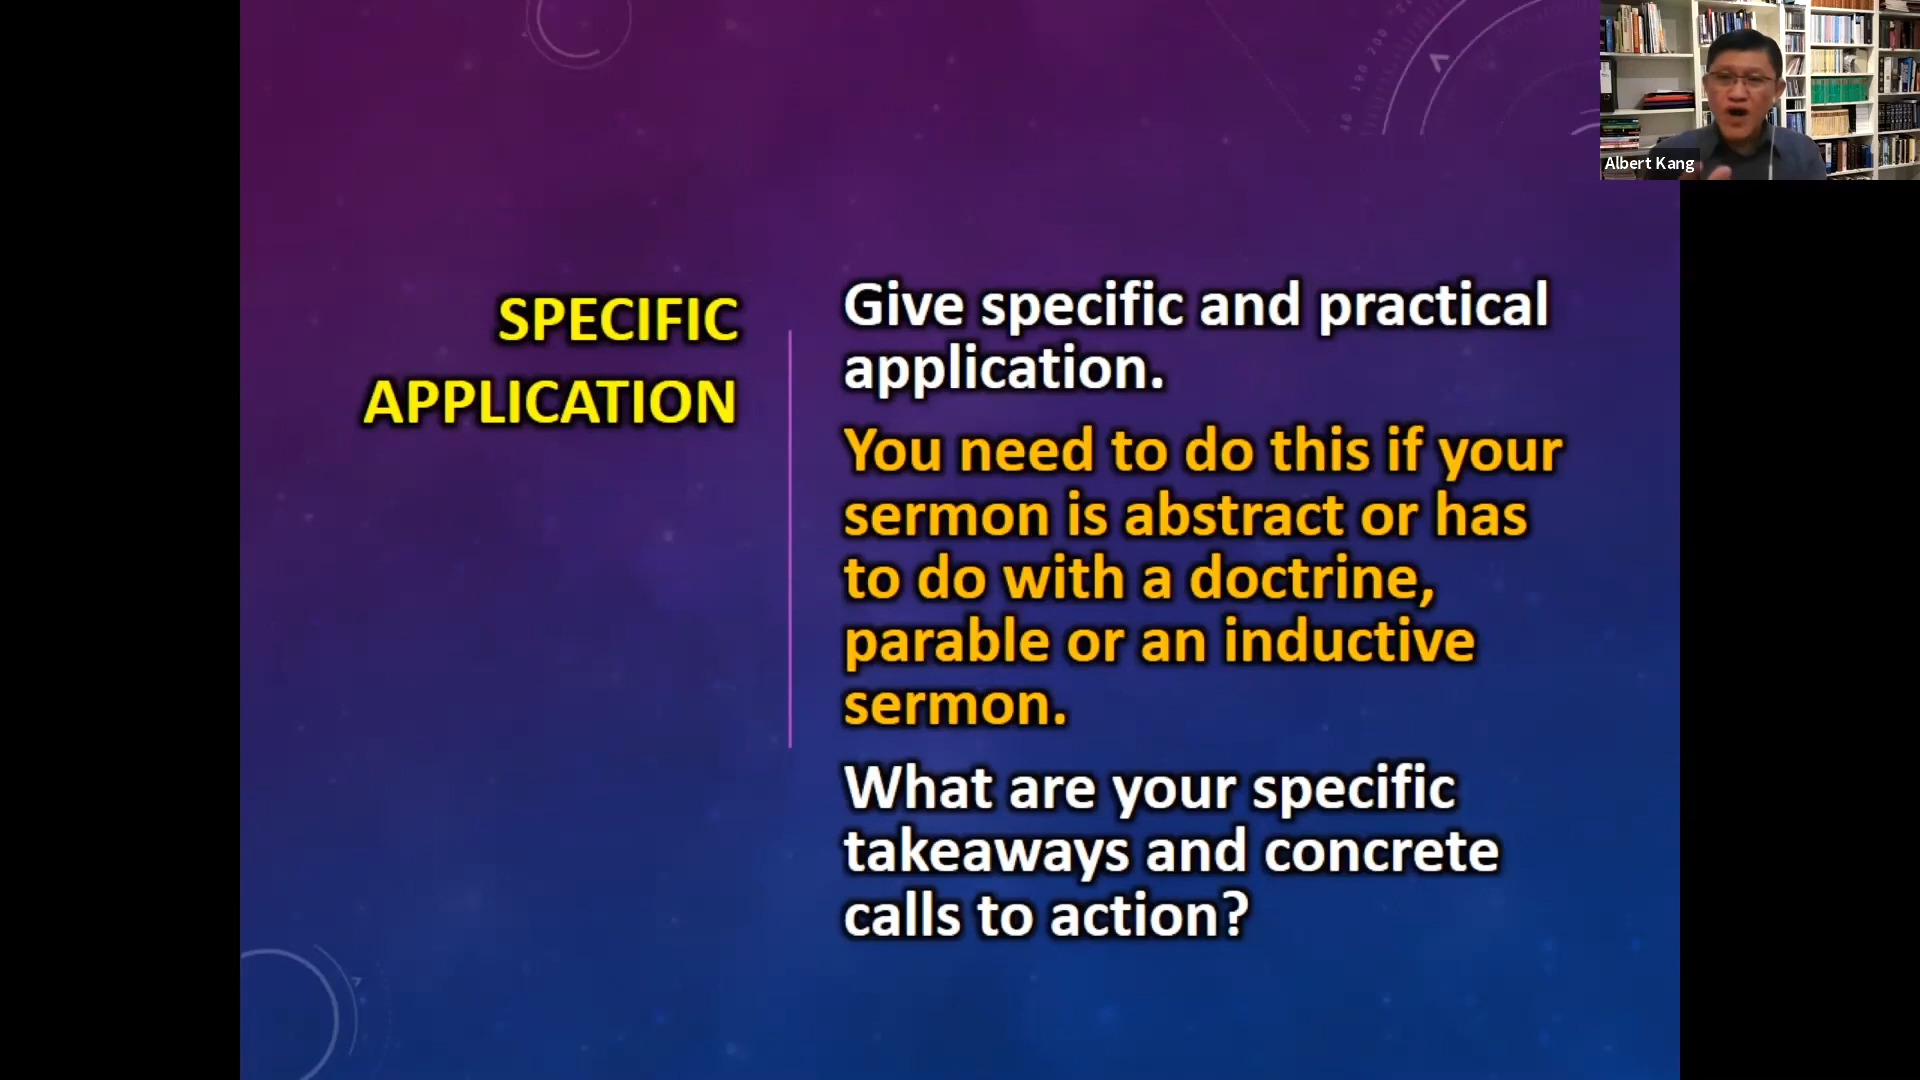 SPECIFIC
APPLICATION
Give specific and practical
application.
You need to do this if your
sermon is abstract or has
to do with a doctrine,
parable or an inductive
sermon.
What are your specific
takeaways and concrete
calls to action?
Albert Kang